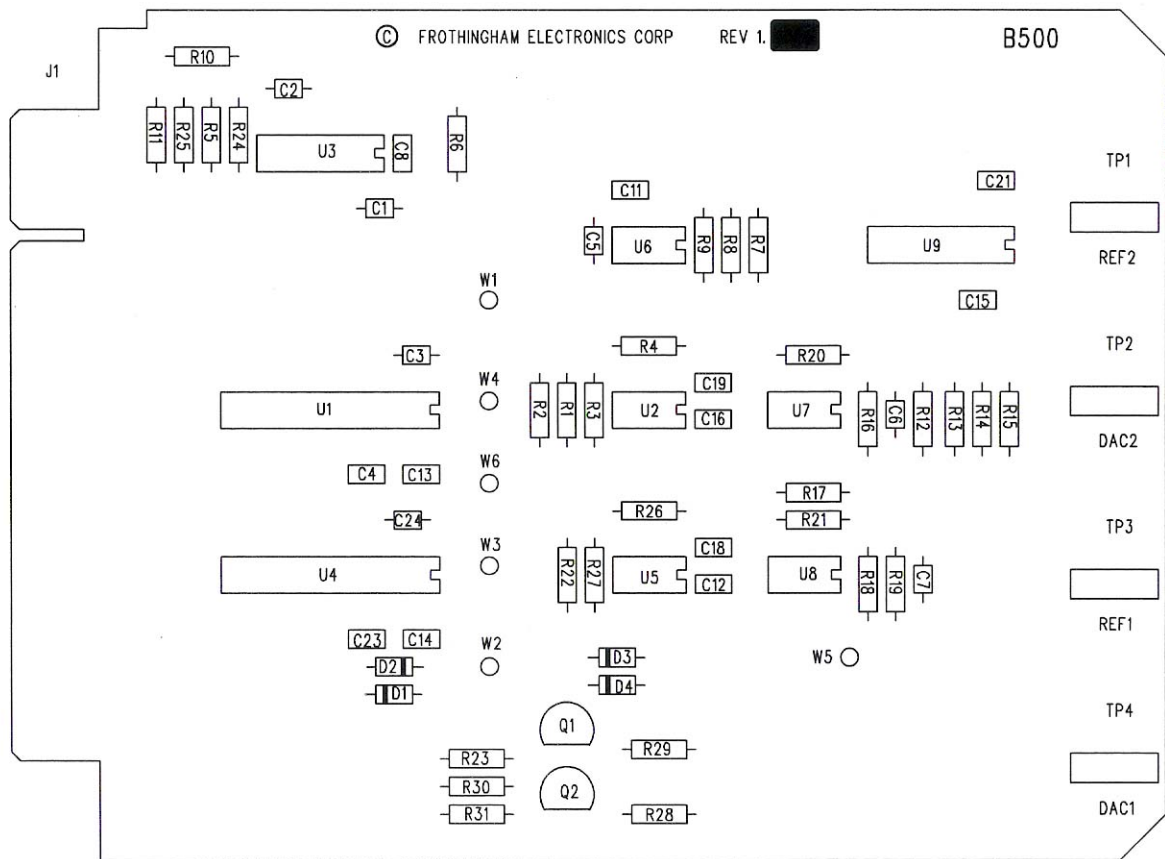 © FROTHINGHAM ELECTRONICS CORP REV 1. B500
J1
R10
C2
R11 R25 R5 R24 U3 C8 R6
C1
C11
C21
TP1
C5 U6 R9 R8 R7
U9
REF2
W1
C15
C3
R4
R20
TP2
U1
W4
R2 R1 R3 U2 C19 C16
U7
R16 C6 R12 R13 R14 R15
DAC2
C4 C13
W6
R17
C24
R26
R21
TP3
U4
W3
R22 R27 U5 C18 C12
U8
R18 R19 C7
REF1
C23 C14
D2
D1
W2
D3
D4
W5
TP4
Q1
R23
R29
R30
Q2
R31
R28
DAC1